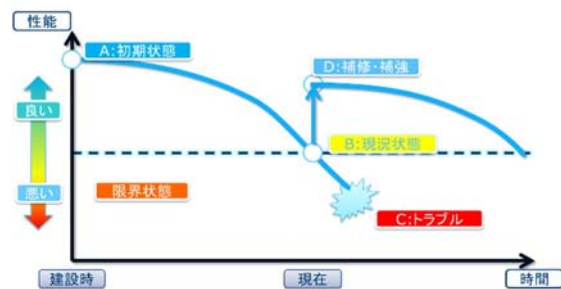 性能
A:初期状態
D:補修・補強
良い
B:現況状態
悪い
限界状態
C:トラブル
建設時
現在
時間